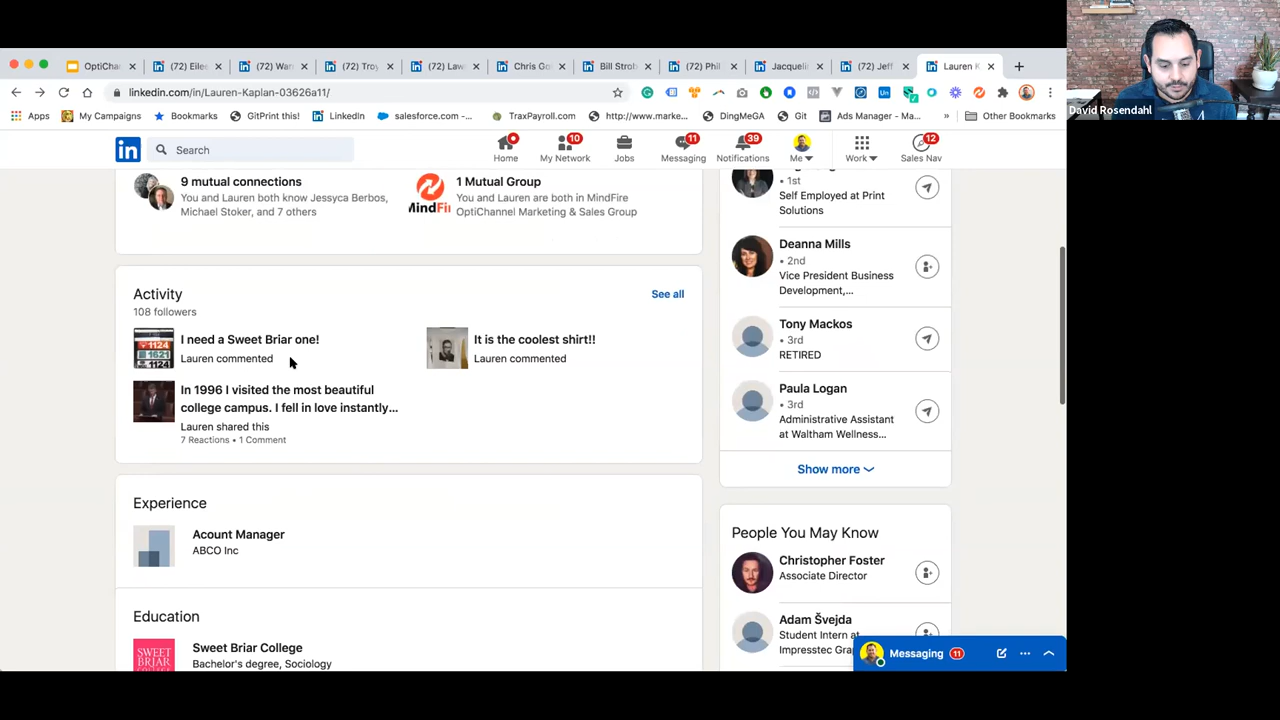 OptiChan
(72) Eilee
(72) War
(72) Troy
(72) Law
Chris Go
Bill Strob
(72) Phil
Jacqueli
(72) Jeff
Lauren K
linkedin.com/in/Lauren-Kaplan-03626a11/
Apps
My Campaigns
Bookmarks
GitPrint this!
LinkedIn
salesforce.com -...
TraxPayroll.com
http://www.marke...
DingMEGA
Git
Ads Manager - Ma...
Other Bookmarks
David Rosendahl
Search
Home
10
My Network
Jobs
11
Messaging
39
Notifications
Me
Work
12
Sales Nav
9 mutual connections
You and Lauren both know Jessyca Berbos,
Michael Stoker, and 7 others
MindFi
1 Mutual Group
You and Lauren are both in MindFire
OptiChannel Marketing & Sales Group
Activity
108 followers
See all
I need a Sweet Briar one!
Lauren commented
It is the coolest shirt!!
Lauren commented
In 1996 I visited the most beautiful
college campus. I fell in love instantly...
Lauren shared this
7 Reactions • 1 Comment
Experience
Acount Manager
ABCO Inc
Education
SWEET
BRIAR
Sweet Briar College
Bachelor's degree, Sociology
• 1st
Self Employed at Print
Solutions
Deanna Mills
• 2nd
Vice President Business
Development,...
Tony Mackos
• 3rd
RETIRED
Paula Logan
• 3rd
Administrative Assistant
at Waltham Wellness...
Show more
People You May Know
Christopher Foster
Associate Director
Adam Švejda
Student Intern at
Impresstec Gra
Messaging
11